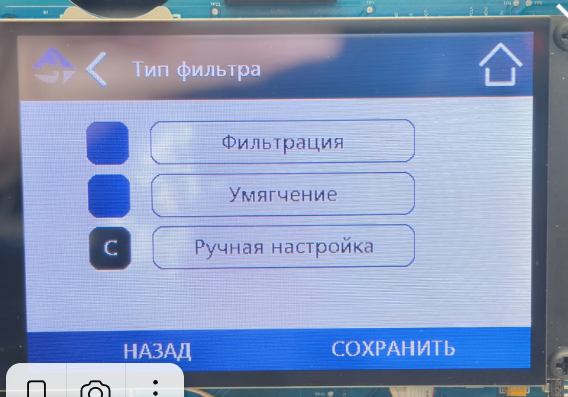 Тип фильтра
Фильтрация
Умягчение
С Ручная настройка
НАЗАД СОХРАНИТЬ